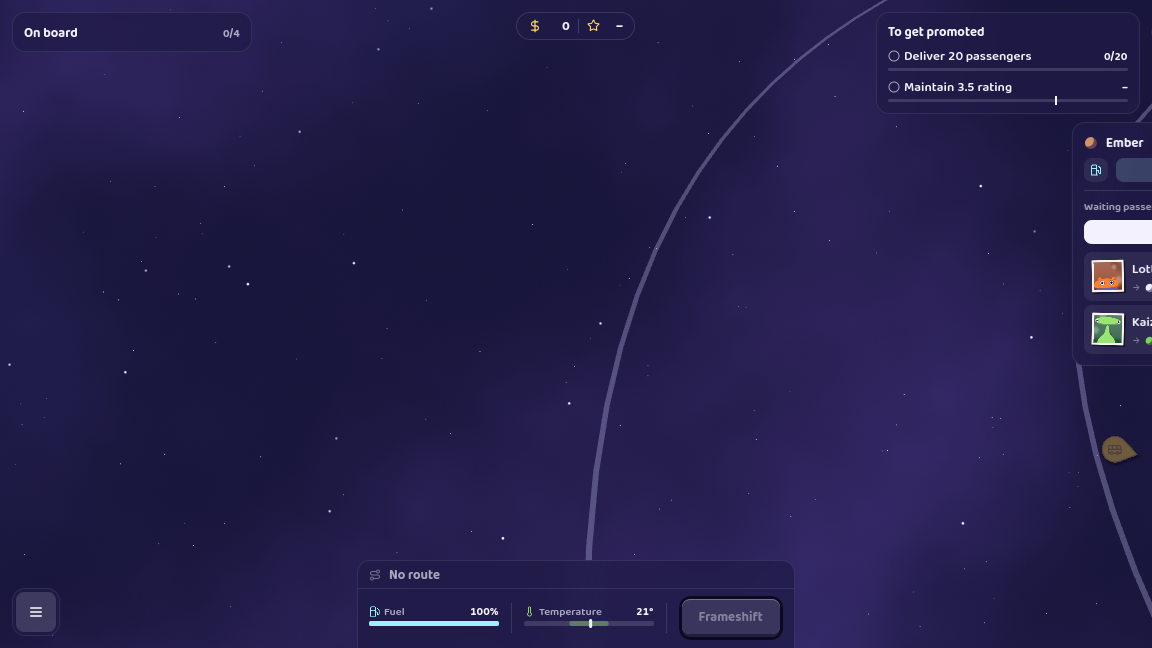 On board
0/4
0
–
To get promoted
Deliver 20 passengers
0/20
Maintain 3.5 rating
–
Ember
Waiting passe
Lot
Kaiz
No route
Fuel
100%
Temperature
21°
Frameshift